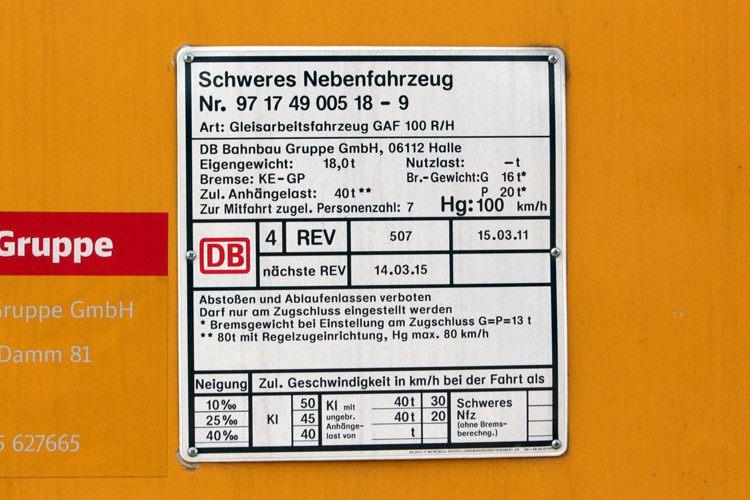 Schweres Nebenfahrzeug
Nr. 97 17 49 005 18 - 9
Art: Gleisarbeitsfahrzeug GAF 100 R/H
DB Bahnbau Gruppe GmbH, 06112 Halle
Eigengewicht: 18,0t Nutzlast: -t
Bremse: KE-GP Br.-Gewicht: G 16t*
Zul. Anhängelast: 40t** P 20t*
Zur Mitfahrt zugel. Personenzahl: 7 Hg: 100 km/h
DB 4 REV 507 15.03.11
nächste REV 14.03.15
Abstoßen und Ablaufenlassen verboten
Darf nur am Zugschluss eingestellt werden
* Bremsgewicht bei Einstellung am Zugschluss G=P=13 t
** 80t mit Regelzugeinrichtung, Hg max. 80 km/h
Neigung Zul. Geschwindigkeit in km/h bei der Fahrt als
10‰ 50 40t 30
25‰ Kl 45 40t 20
40‰ 40 t
Kl mit
ungebr.
Anhänge-
last von
Schweres
Nfz
(ohne Brems-
berechng.)
Gruppe
Gruppe GmbH
Damm 81
5 627665